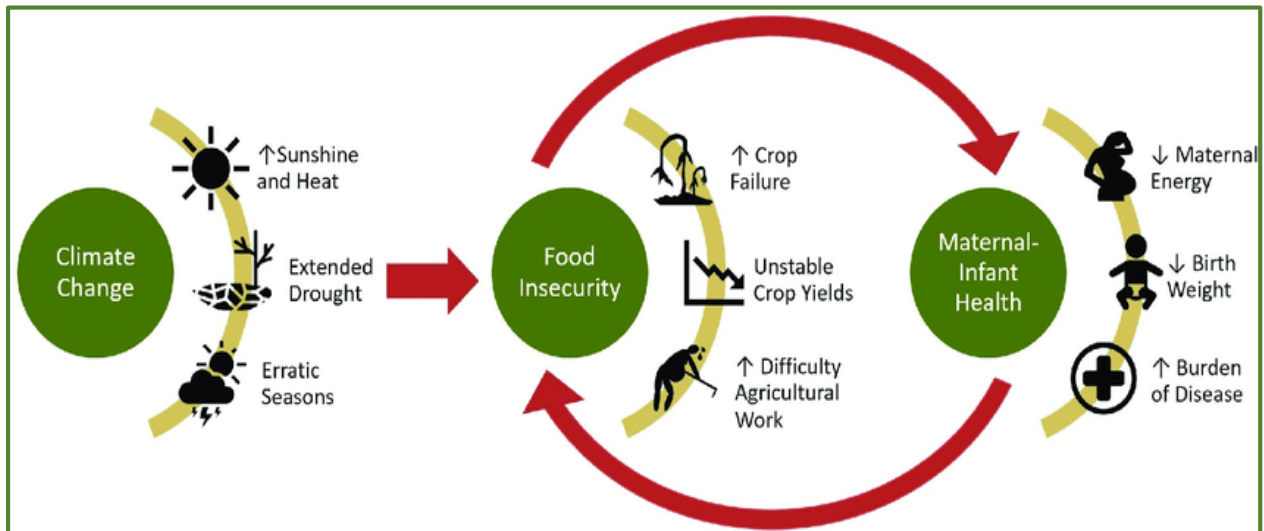 Climate
Change
↑Sunshine
and Heat
Extended
Drought
Erratic
Seasons
Food
Insecurity
↑ Crop
Failure
Unstable
Crop Yields
↑ Difficulty
Agricultural
Work
Maternal-
Infant
Health
↓ Maternal
Energy
↓ Birth
Weight
↑ Burden
of Disease